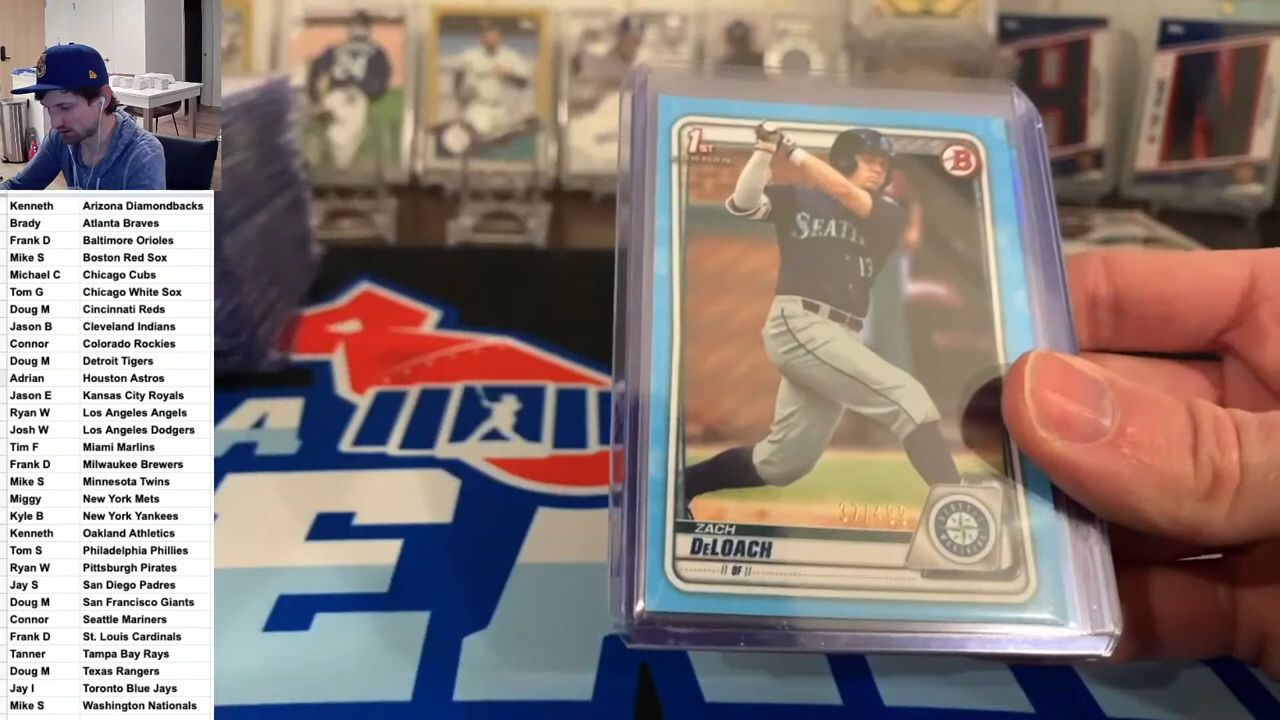 Kenneth Arizona Diamondbacks
Brady Atlanta Braves
Frank D Baltimore Orioles
Mike S Boston Red Sox
Michael C Chicago Cubs
Tom G Chicago White Sox
Doug M Cincinnati Reds
Jason B Cleveland Indians
Connor Colorado Rockies
Doug M Detroit Tigers
Adrian Houston Astros
Jason E Kansas City Royals
Ryan W Los Angeles Angels
Josh W Los Angeles Dodgers
Tim F Miami Marlins
Frank D Milwaukee Brewers
Mike S Minnesota Twins
Miggy New York Mets
Kyle B New York Yankees
Kenneth Oakland Athletics
Tom S Philadelphia Phillies
Ryan W Pittsburgh Pirates
Jay S San Diego Padres
Doug M San Francisco Giants
Connor Seattle Mariners
Frank D St. Louis Cardinals
Tanner Tampa Bay Rays
Doug M Texas Rangers
Jay I Toronto Blue Jays
Mike S Washington Nationals
1ST
B
13
ZACH
DeLOACH
OF
24